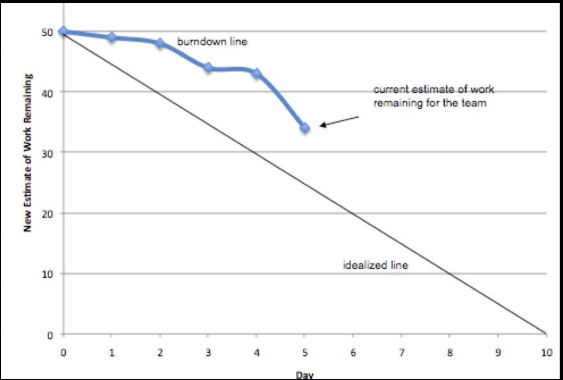 50
burndown line
current estimate of work
remaining for the team
40
30
20
idealized line
10
0
New Estimate of Work Remaining
0 1 2 3 4 5 6 7 8 9 10
Day